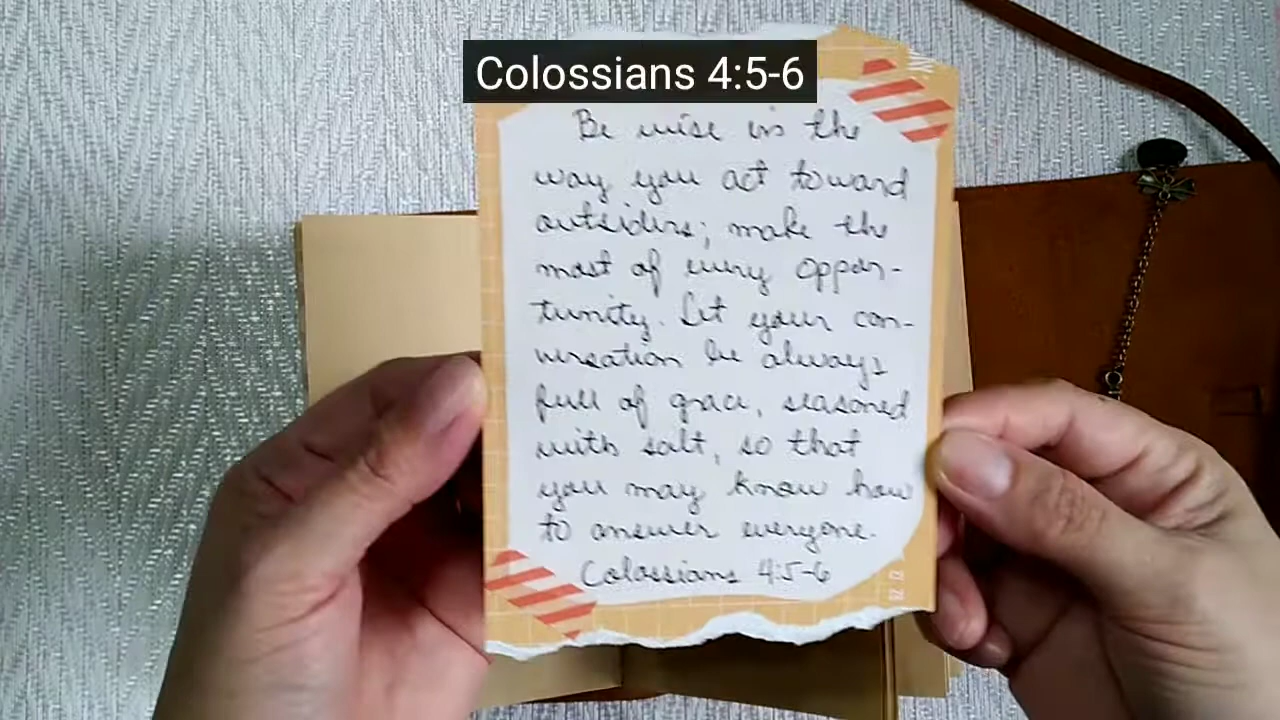 Colossians 4:5-6
Be wise in the
way you act toward
outsiders; make the
most of every oppor-
tunity. Let your con-
versation be always
full of grace, seasoned
with salt, so that
you may know how
to answer everyone.
Colossians 4:5-6